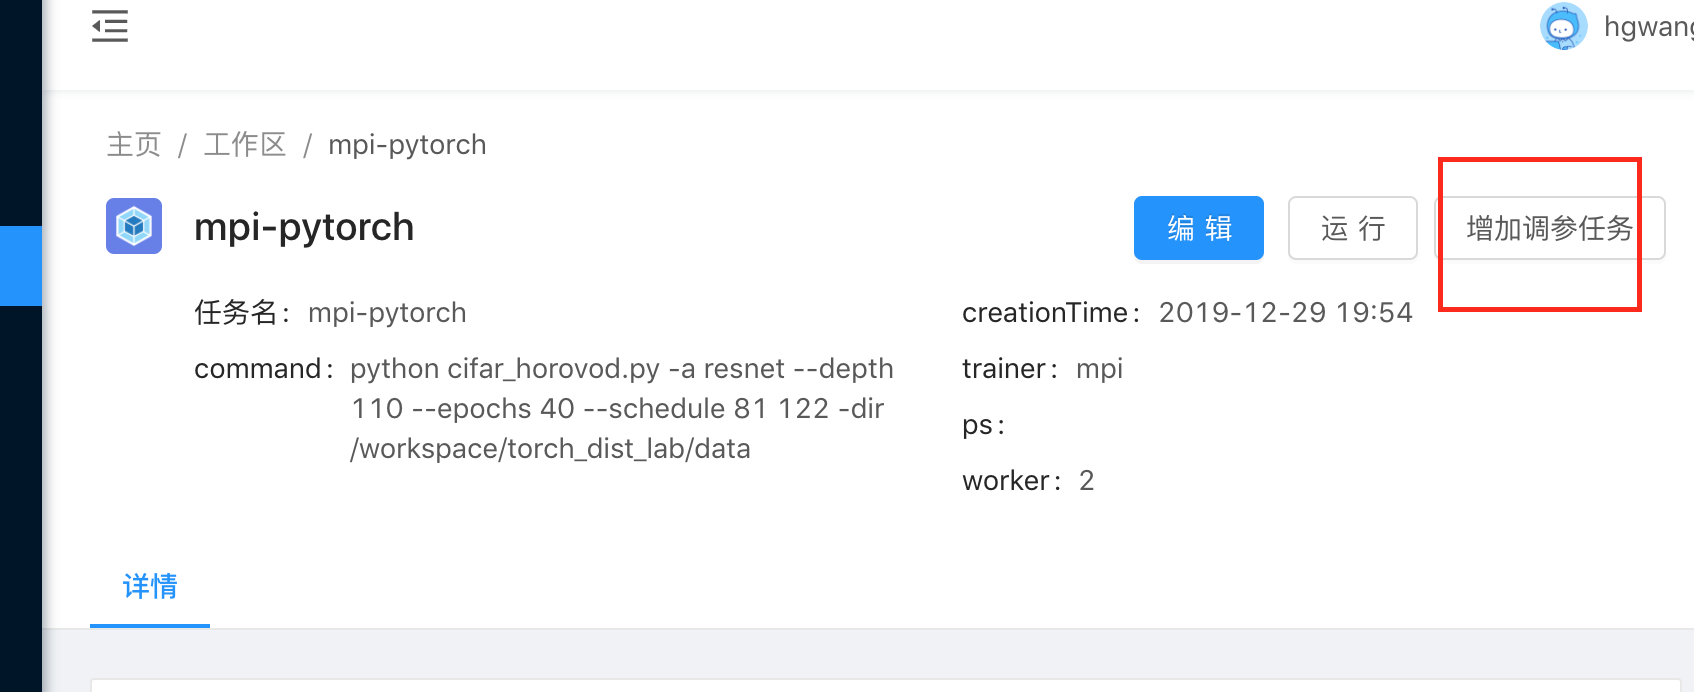 hgwang
主页 / 工作区 / mpi-pytorch
mpi-pytorch
编 辑
运 行
增加调参任务
任务名: mpi-pytorch
creationTime: 2019-12-29 19:54
command: python cifar_horovod.py -a resnet --depth
110 --epochs 40 --schedule 81 122 -dir
/workspace/torch_dist_lab/data
trainer: mpi
ps:
worker: 2
详情